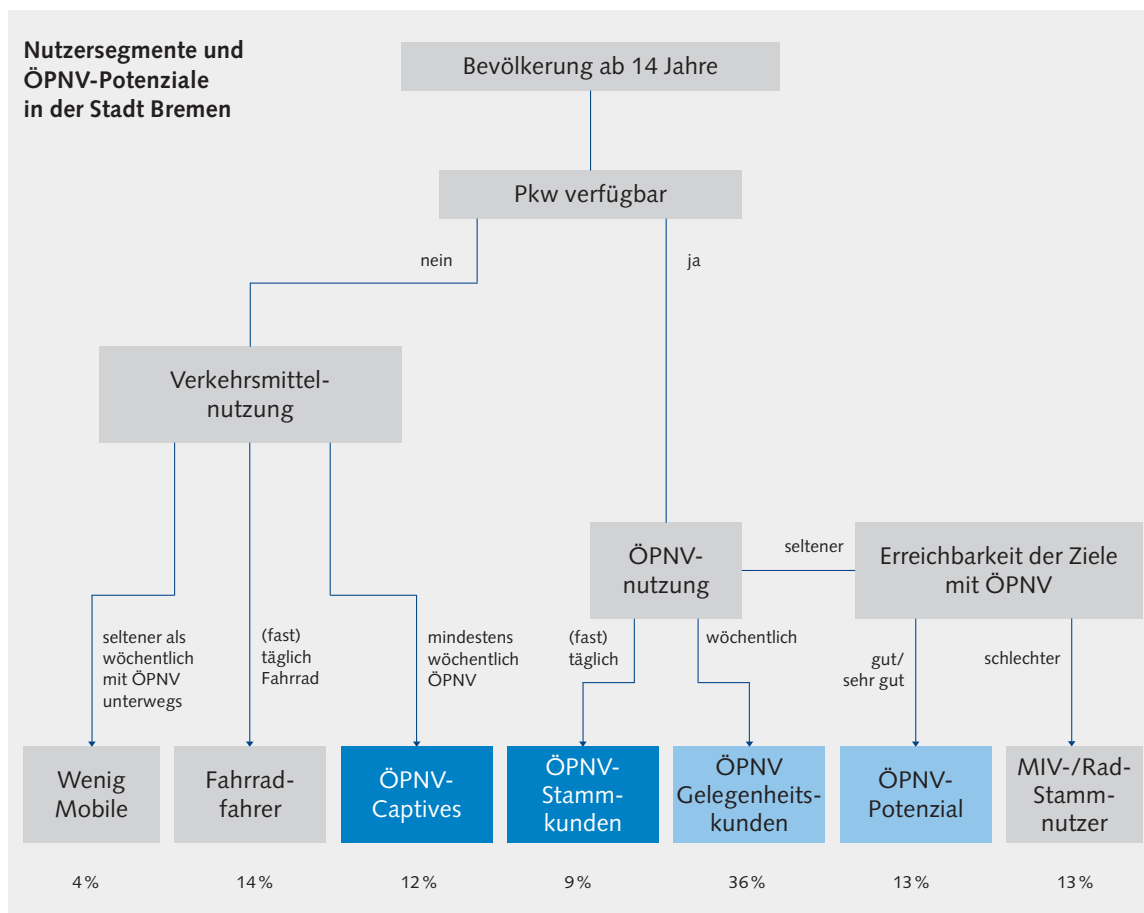 Nutzersegmente und
ÖPNV-Potenziale
in der Stadt Bremen
Bevölkerung ab 14 Jahre
Pkw verfügbar
nein
ja
Verkehrsmittel-
nutzung
ÖPNV-
nutzung
seltener
Erreichbarkeit der Ziele
mit ÖPNV
seltener als
wöchentlich
mit ÖPNV
unterwegs
(fast)
täglich
Fahrrad
mindestens
wöchentlich
ÖPNV
(fast)
täglich
wöchentlich
gut/
sehr gut
schlechter
Wenig
Mobile
Fahrrad-
fahrer
ÖPNV-
Captives
ÖPNV-
Stamm-
kunden
ÖPNV
Gelegenheits-
kunden
ÖPNV-
Potenzial
MIV-/Rad-
Stamm-
nutzer
4 %
14 %
12 %
9 %
36 %
13 %
13 %